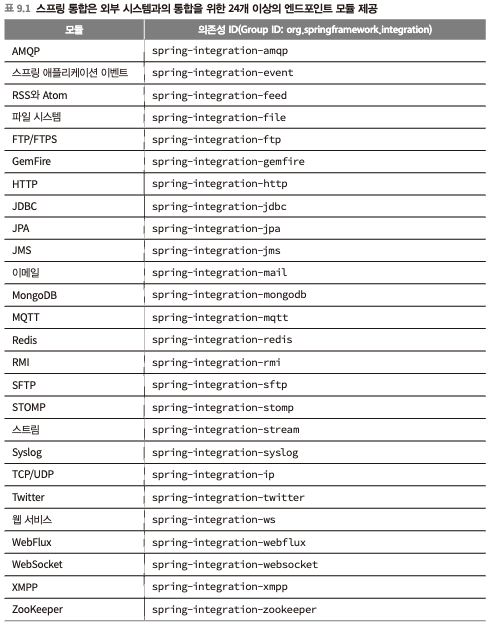 표 9.1 스프링 통합은 외부 시스템과의 통합을 위한 24개 이상의 엔드포인트 모듈 제공
모듈 의존성 ID(Group ID: org.springframework.integration)
AMQP spring-integration-amqp
스프링 애플리케이션 이벤트 spring-integration-event
RSS와 Atom spring-integration-feed
파일 시스템 spring-integration-file
FTP/FTPS spring-integration-ftp
GemFire spring-integration-gemfire
HTTP spring-integration-http
JDBC spring-integration-jdbc
JPA spring-integration-jpa
JMS spring-integration-jms
이메일 spring-integration-mail
MongoDB spring-integration-mongodb
MQTT spring-integration-mqtt
Redis spring-integration-redis
RMI spring-integration-rmi
SFTP spring-integration-sftp
STOMP spring-integration-stomp
스트림 spring-integration-stream
Syslog spring-integration-syslog
TCP/UDP spring-integration-ip
Twitter spring-integration-twitter
웹 서비스 spring-integration-ws
WebFlux spring-integration-webflux
WebSocket spring-integration-websocket
XMPP spring-integration-xmpp
ZooKeeper spring-integration-zookeeper